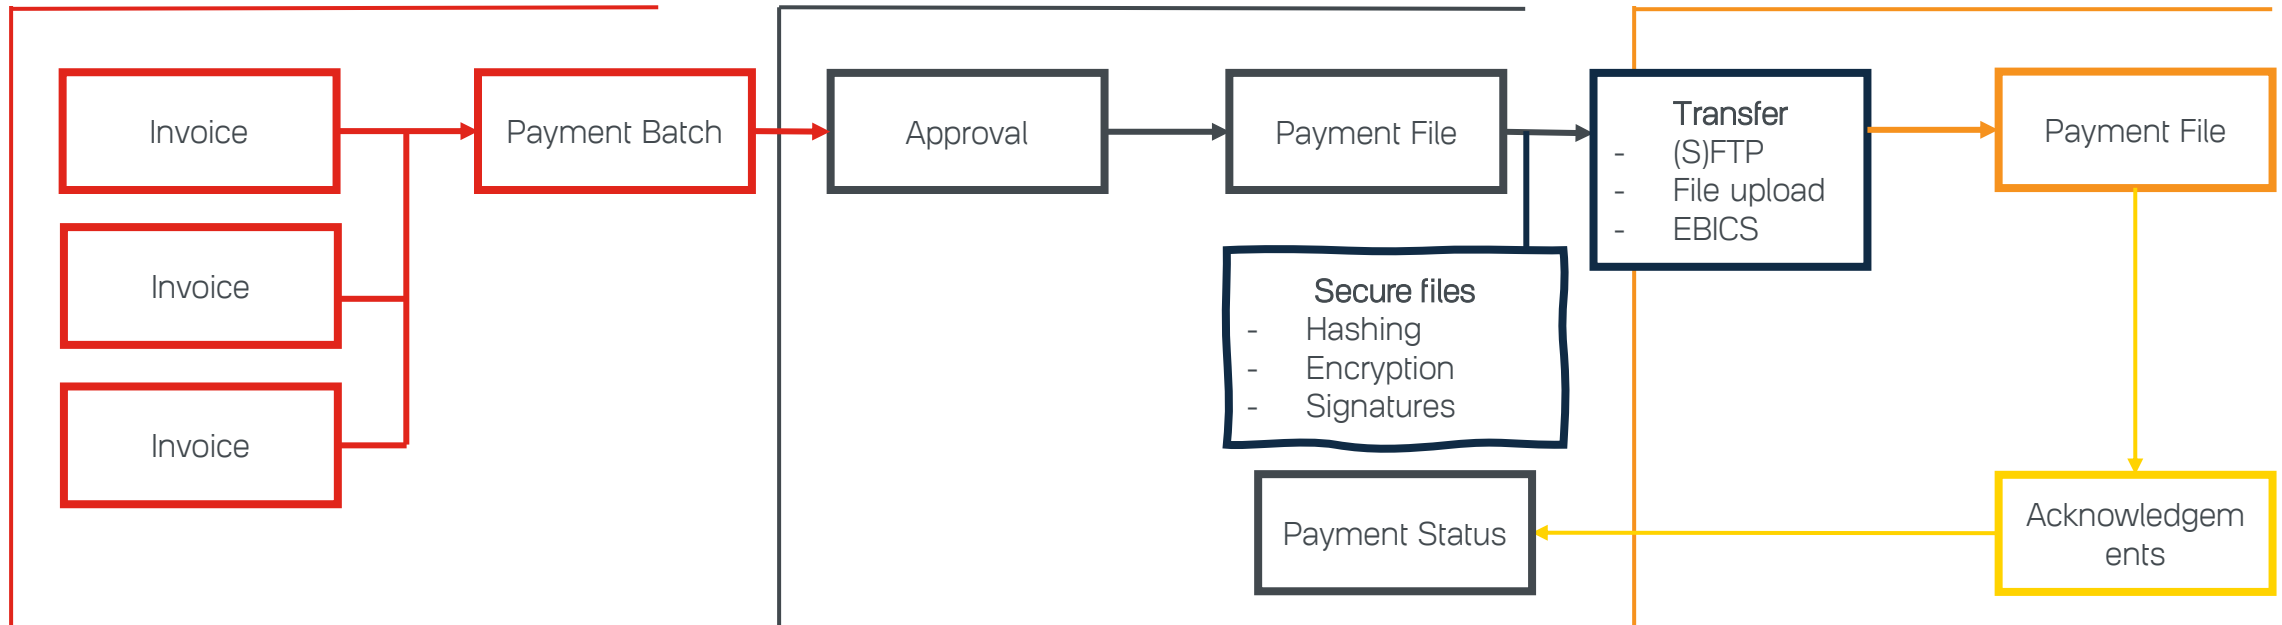 Invoice
Payment Batch
Approval
Payment File
Transfer
- (S)FTP
- File upload
- EBICS
Payment File
Invoice
Secure files
- Hashing
- Encryption
- Signatures
Invoice
Payment Status
Acknowledgem
ents